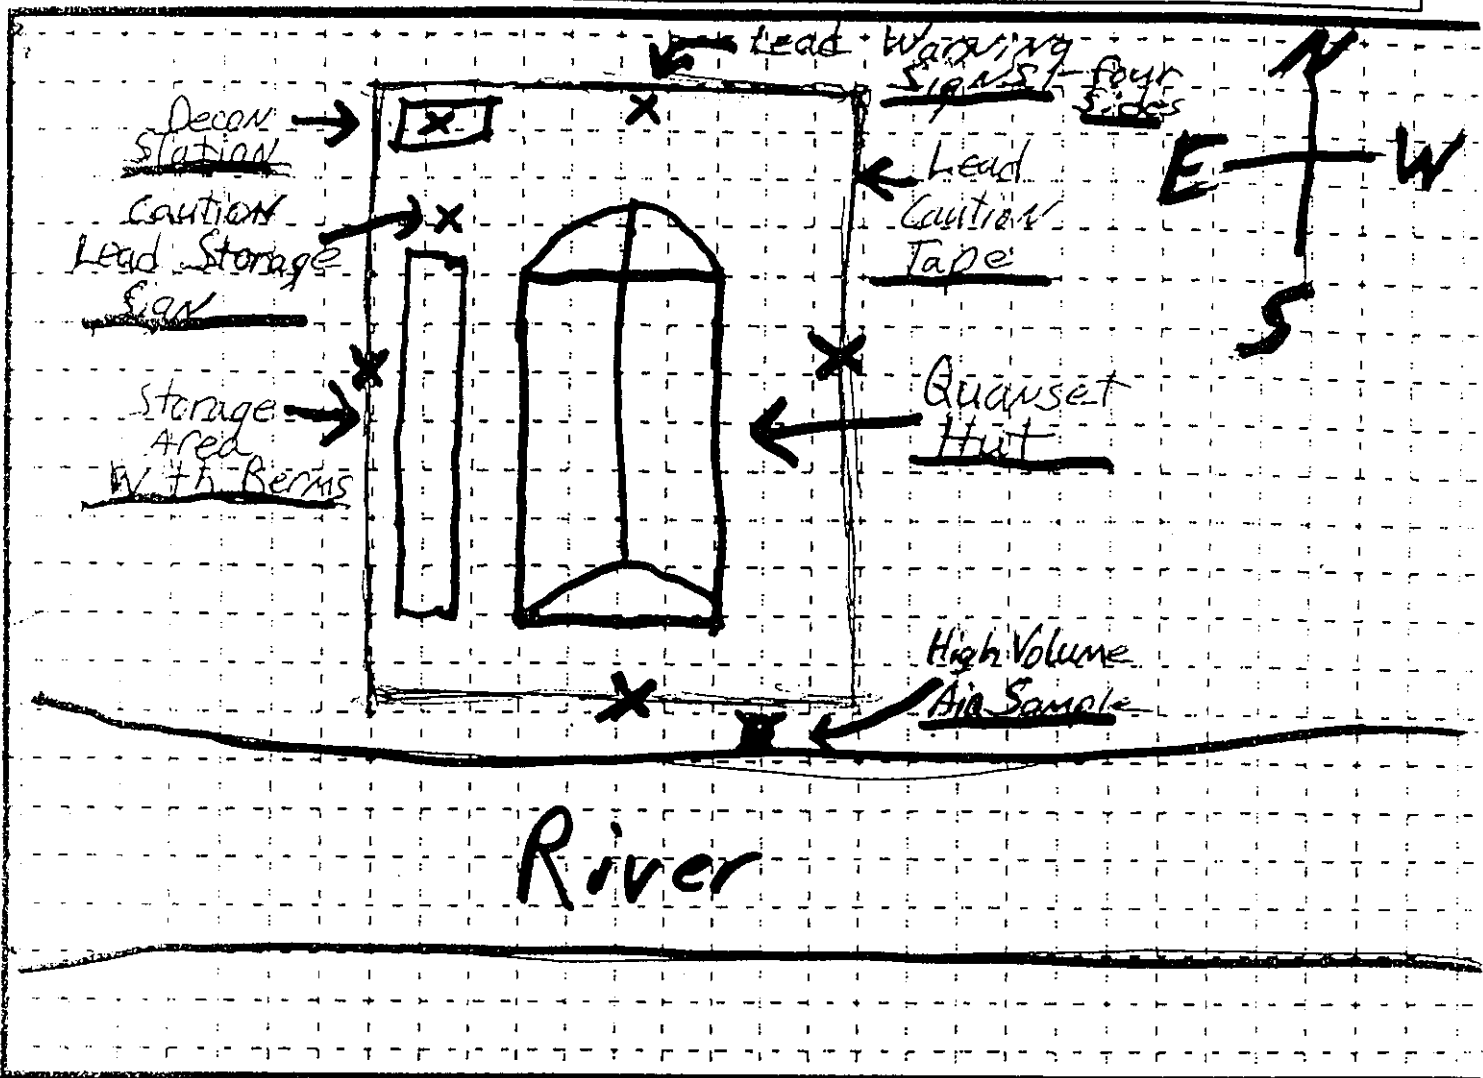 Lead Warning
Signs - four
Sides
N
E
W
S
Decon
Station
Caution
Lead Storage
Sign
Storage
Area
With Berms
Lead
Caution
Tape
Quanset
Hut
High Volume
Air Sample
River